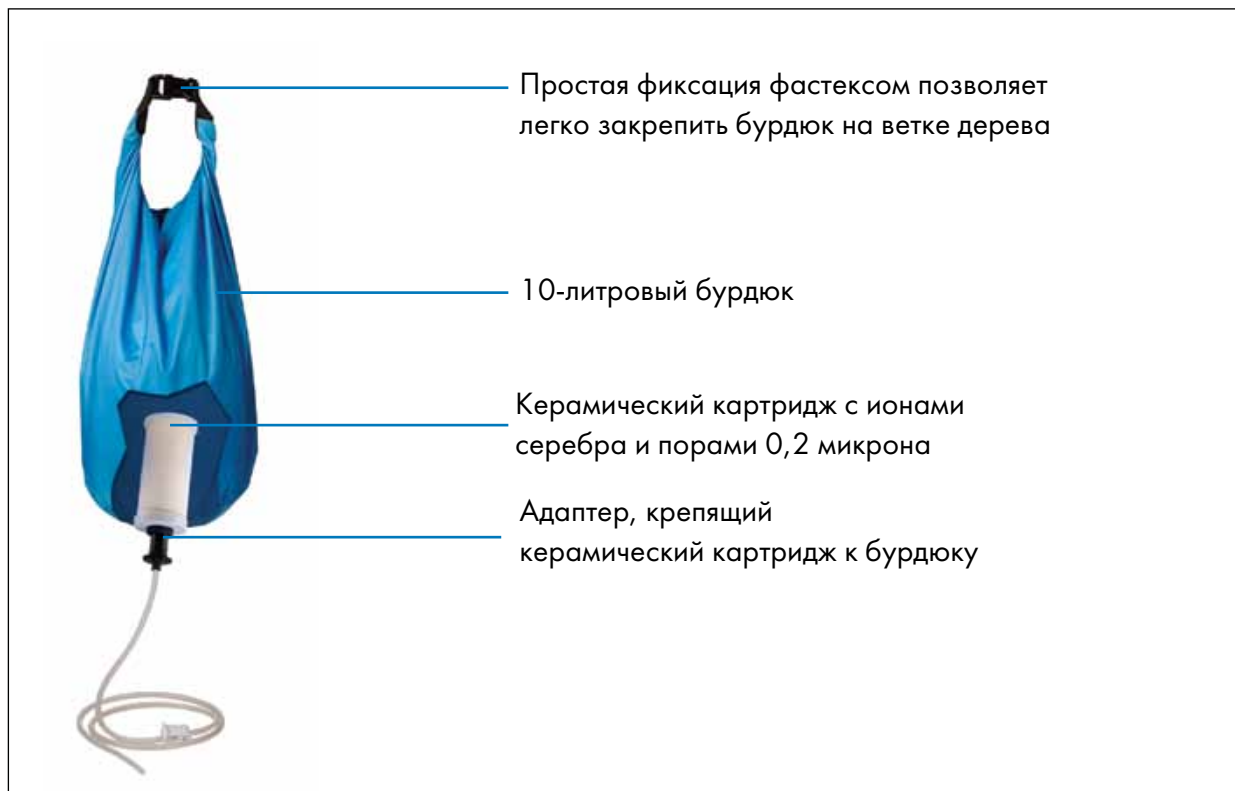 Простая фиксация фастексом позволяет
легко закрепить бурдюк на ветке дерева
10-литровый бурдюк
Керамический картридж с ионами
серебра и порами 0,2 микрона
Адаптер, крепящий
керамический картридж к бурдюку